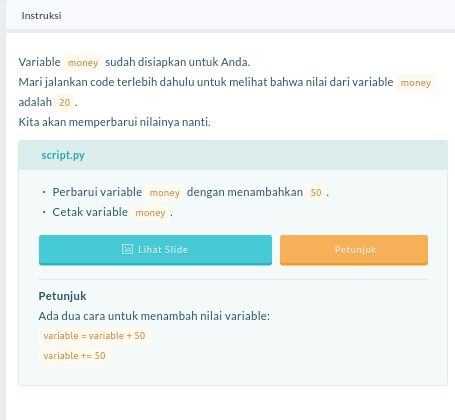 Instruksi
Variable money sudah disiapkan untuk Anda.
Mari jalankan code terlebih dahulu untuk melihat bahwa nilai dari variable money
adalah 20 .
Kita akan memperbarui nilainya nanti.
script.py
• Perbarui variable money dengan menambahkan 50 .
• Cetak variable money .
Lihat Slide
Petunjuk
Petunjuk
Ada dua cara untuk menambah nilai variable:
variable = variable + 50
variable += 50